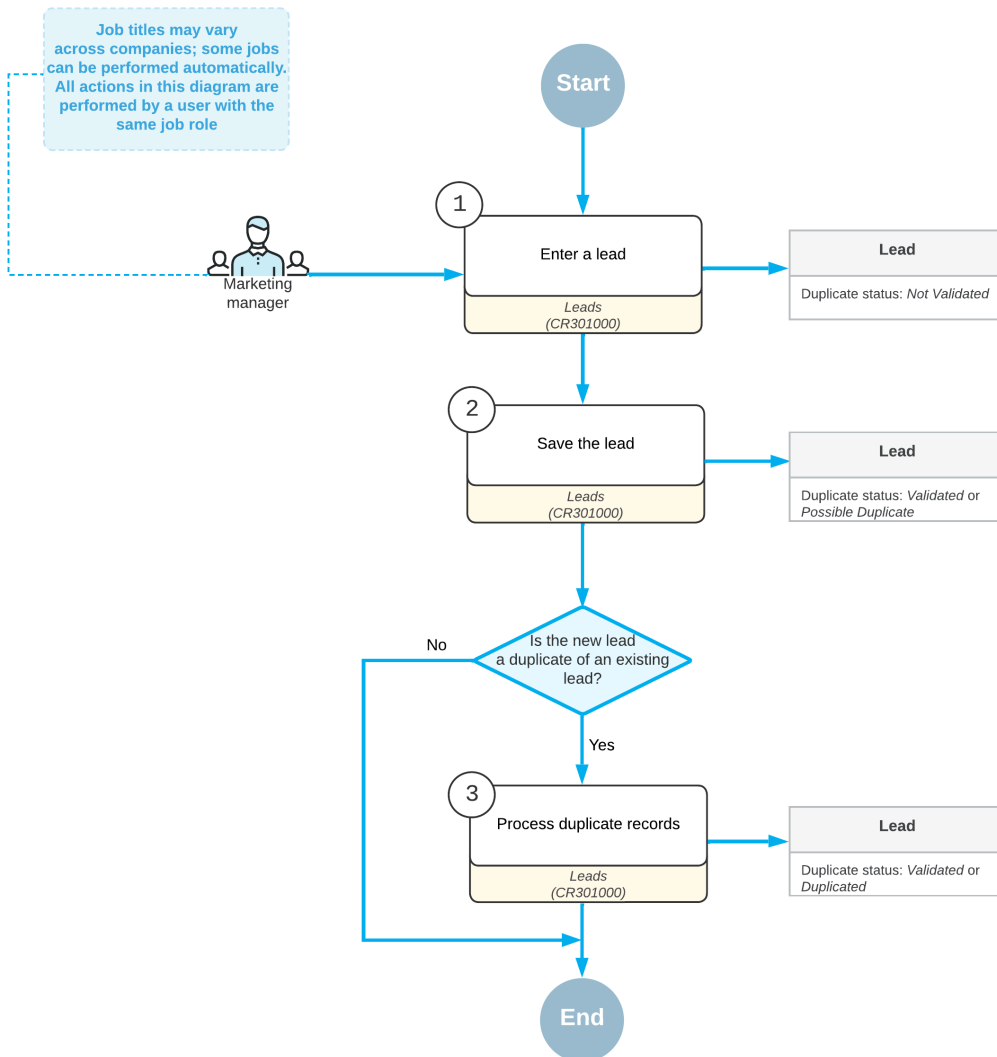 Job titles may vary
across companies; some jobs
can be performed automatically.
All actions in this diagram are
performed by a user with the
same job role
Start
1
Enter a lead
Leads
(CR301000)
Marketing
manager
Lead
Duplicate status: Not Validated
2
Save the lead
Leads
(CR301000)
Lead
Duplicate status: Validated or
Possible Duplicate
Is the new lead
a duplicate of an existing
lead?
No
Yes
3
Process duplicate records
Leads
(CR301000)
Lead
Duplicate status: Validated or
Duplicated
End